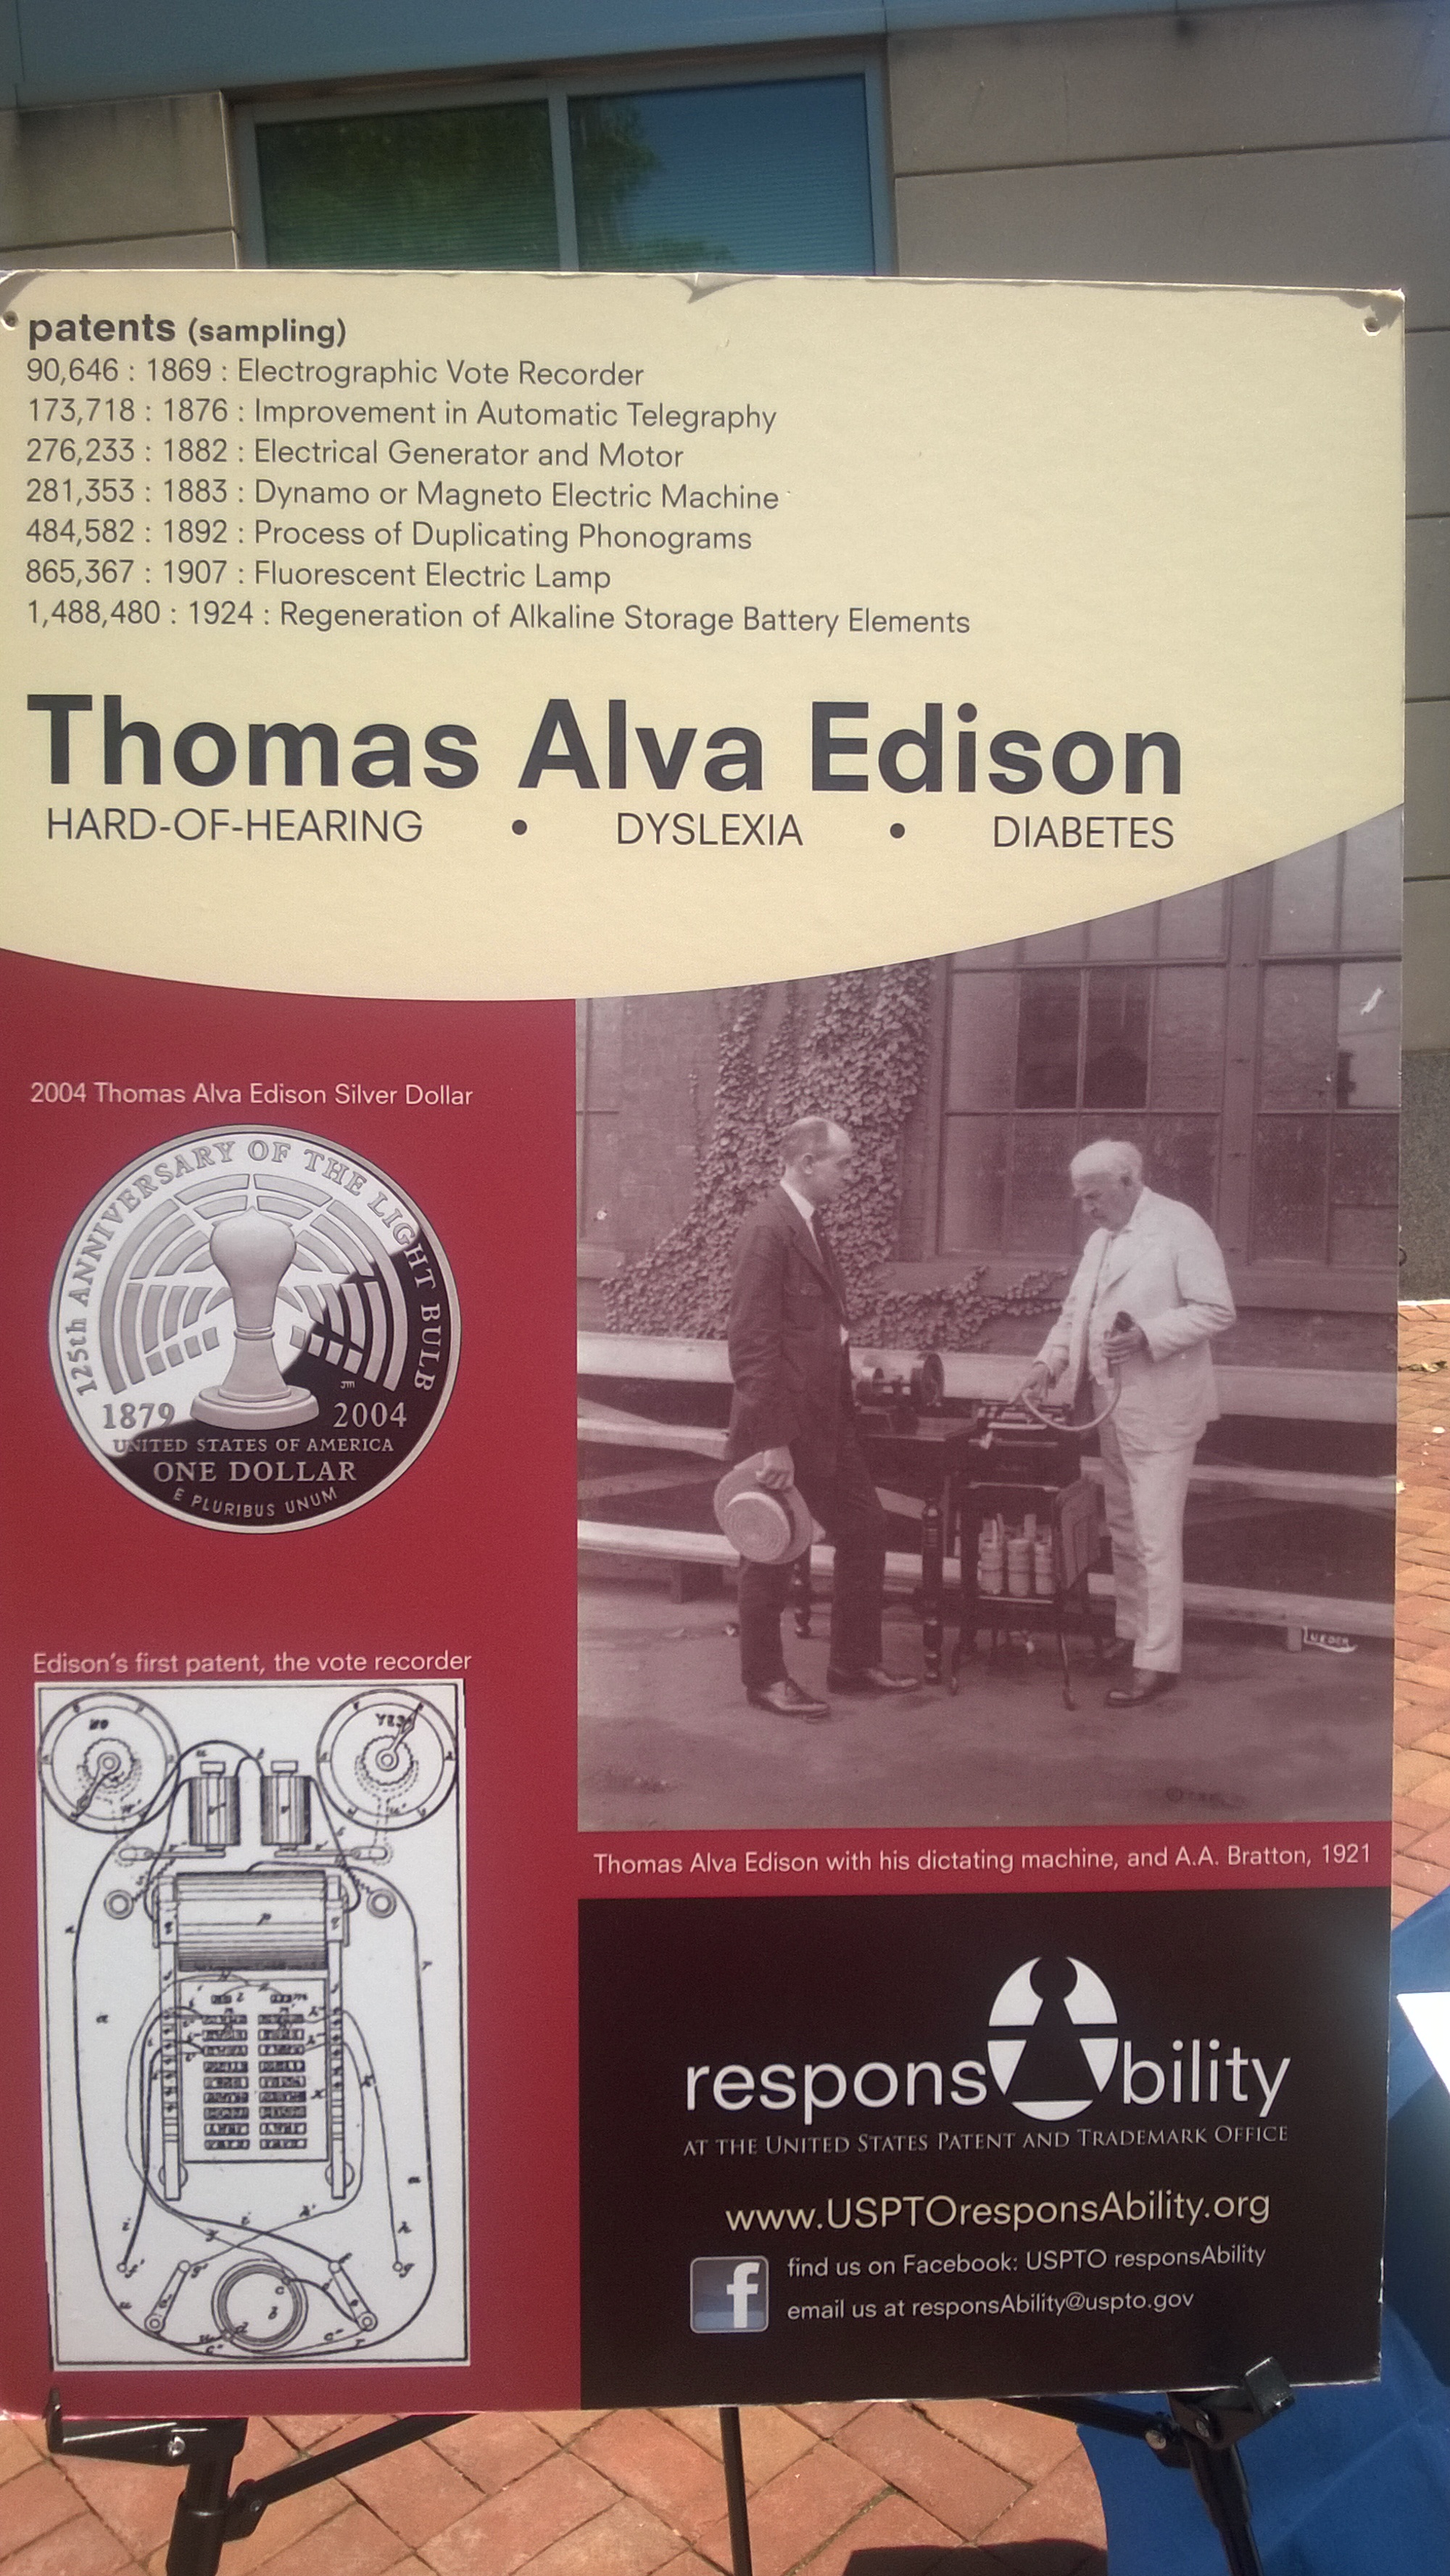 patents (sampling)
90,646 : 1869 : Electrographic Vote Recorder
173,718 : 1876 : Improvement in Automatic Telegraphy
276,233 : 1882 : Electrical Generator and Motor
281,353 : 1883 : Dynamo or Magneto Electric Machine
484,582 : 1892 : Process of Duplicating Phonograms
865,367 : 1907 : Fluorescent Electric Lamp
1,488,480 : 1924 : Regeneration of Alkaline Storage Battery Elements
Thomas Alva Edison
HARD-OF-HEARING • DYSLEXIA • DIABETES
2004 Thomas Alva Edison Silver Dollar
125th ANNIVERSARY OF THE LIGHT BULB
JM
1879 2004
UNITED STATES OF AMERICA
ONE DOLLAR
E PLURIBUS UNUM
Edison's first patent, the vote recorder
NO
YES
Thomas Alva Edison with his dictating machine, and A.A. Bratton, 1921
responsAbility
AT THE UNITED STATES PATENT AND TRADEMARK OFFICE
www.USPTOresponsAbility.org
f
find us on Facebook: USPTO responsAbility
email us at responsAbility@uspto.gov